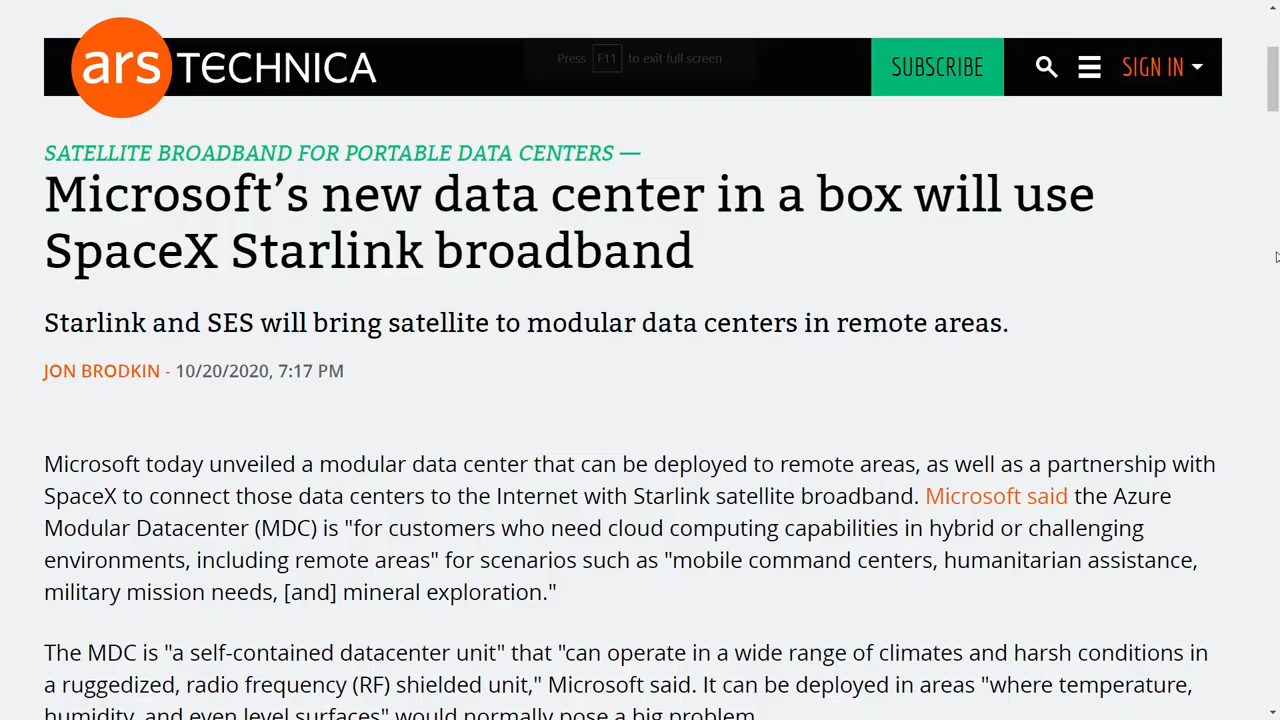 ars TECHNICA
Press F11 to exit full screen
SUBSCRIBE
SIGN IN
SATELLITE BROADBAND FOR PORTABLE DATA CENTERS —
Microsoft’s new data center in a box will use
SpaceX Starlink broadband
Starlink and SES will bring satellite to modular data centers in remote areas.
JON BRODKIN - 10/20/2020, 7:17 PM
Microsoft today unveiled a modular data center that can be deployed to remote areas, as well as a partnership with
SpaceX to connect those data centers to the Internet with Starlink satellite broadband. Microsoft said the Azure
Modular Datacenter (MDC) is "for customers who need cloud computing capabilities in hybrid or challenging
environments, including remote areas" for scenarios such as "mobile command centers, humanitarian assistance,
military mission needs, [and] mineral exploration."
The MDC is "a self-contained datacenter unit" that "can operate in a wide range of climates and harsh conditions in
a ruggedized, radio frequency (RF) shielded unit," Microsoft said. It can be deployed in areas "where temperature,
humidity, and even level surfaces" would normally pose a big problem.